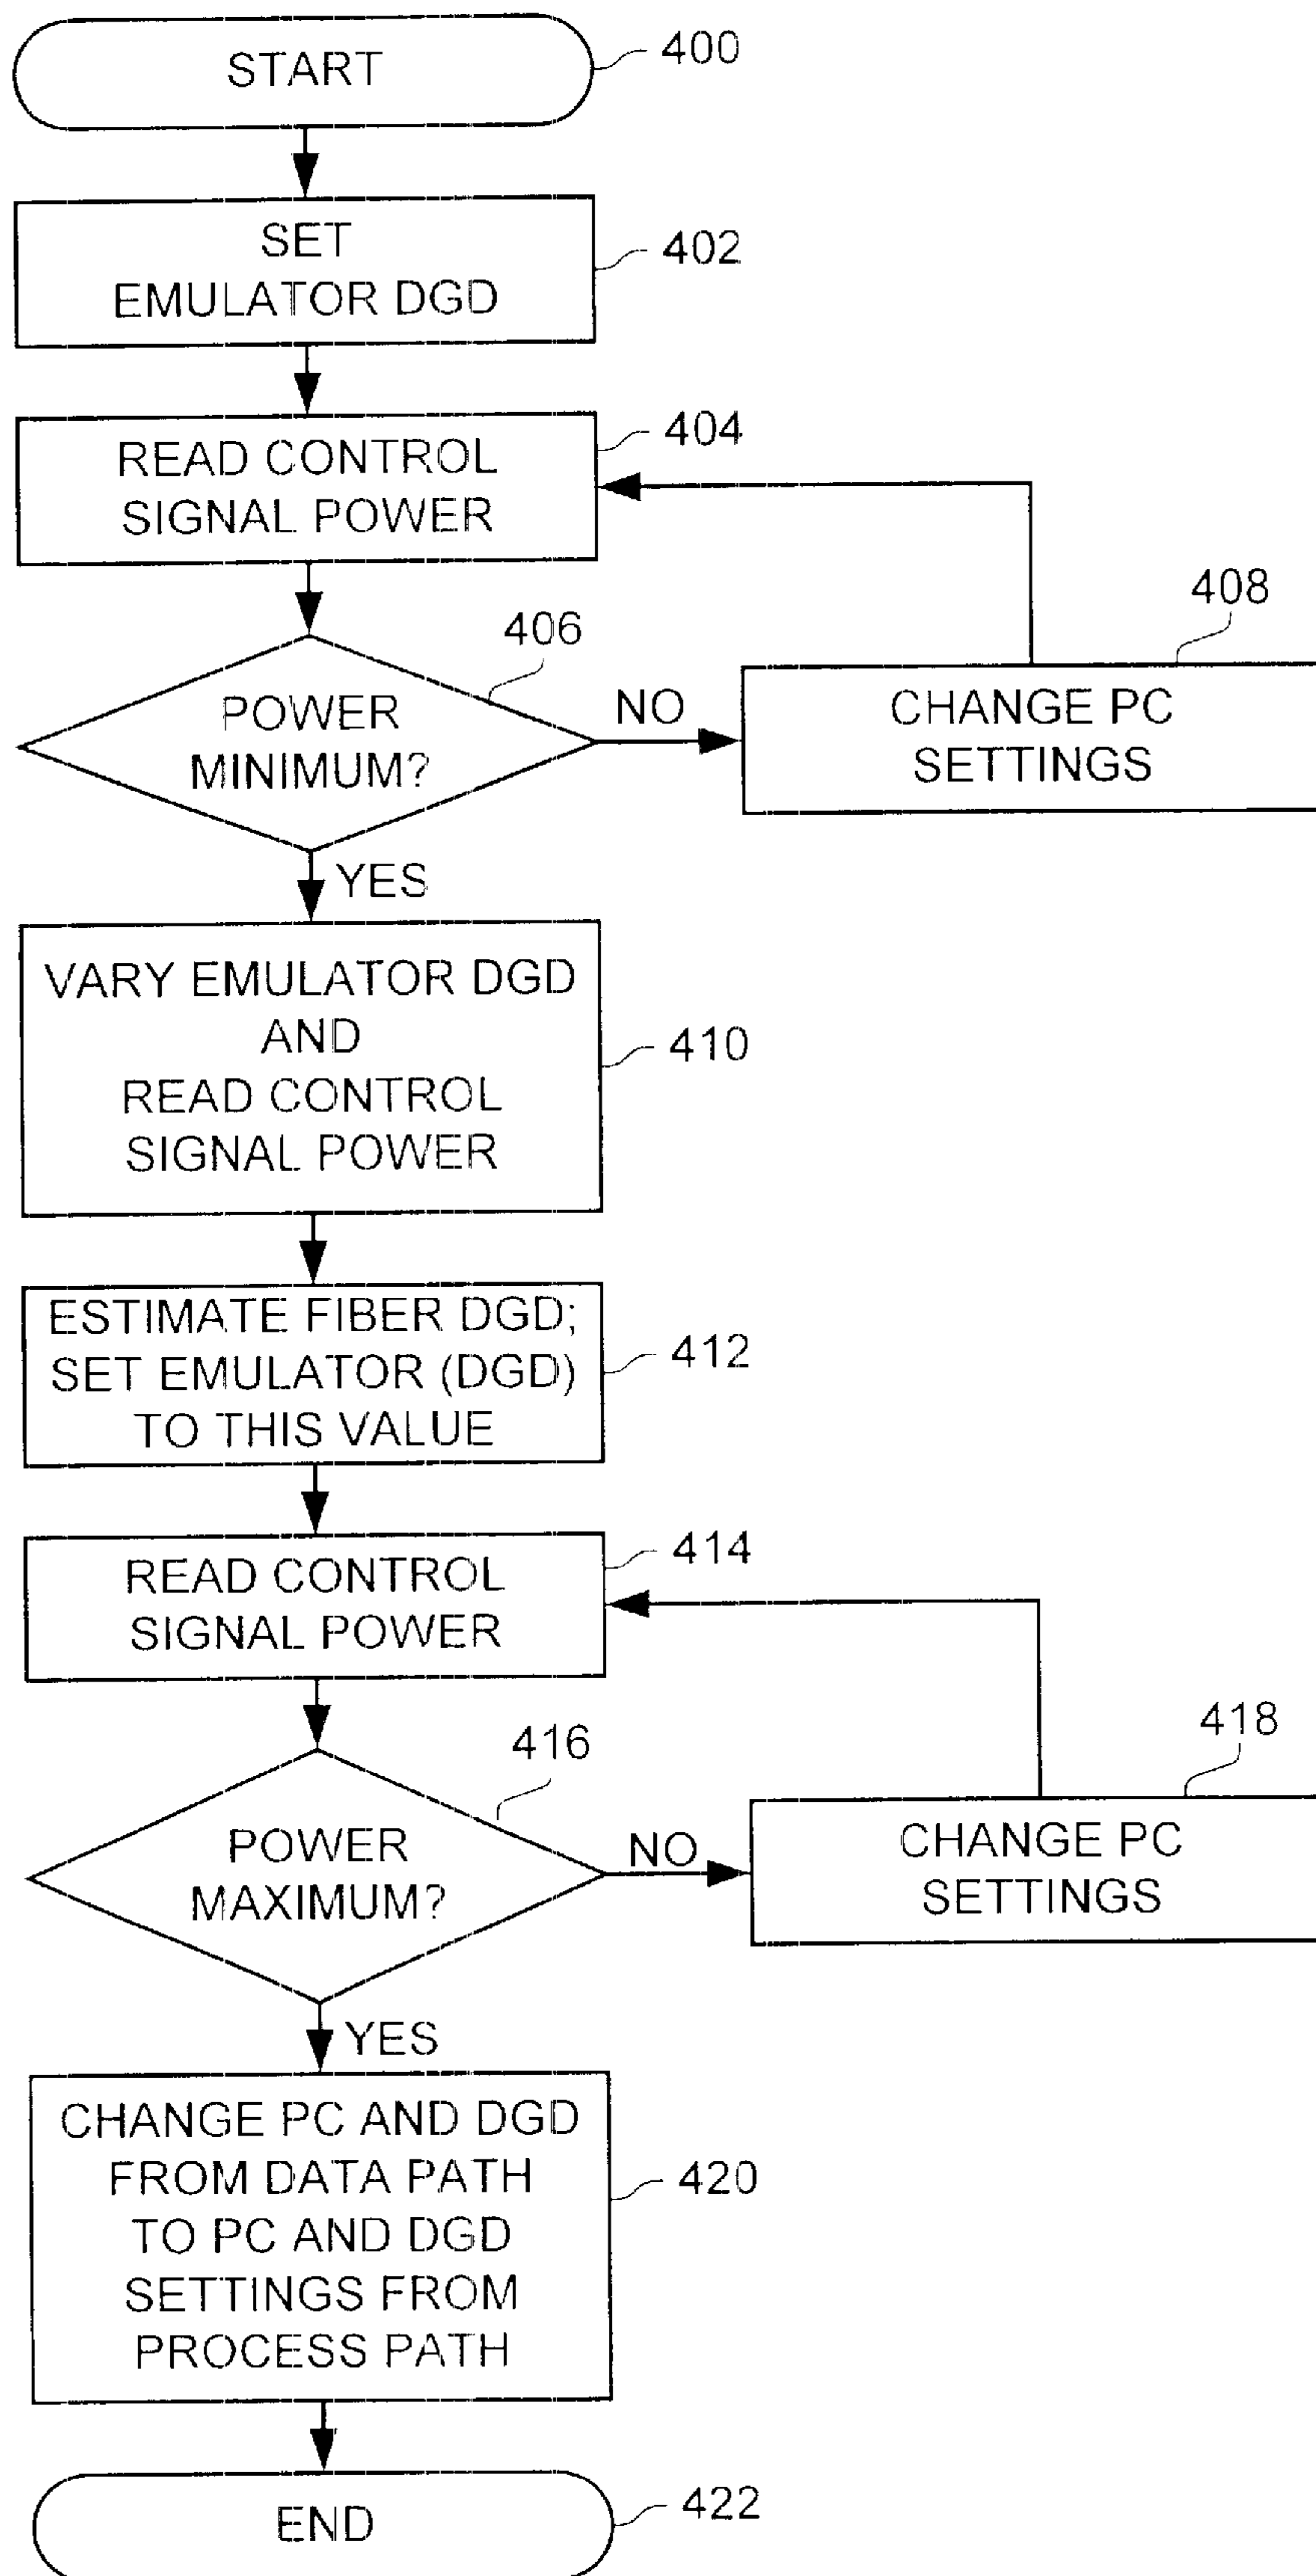 START
400
SET
EMULATOR DGD
402
READ CONTROL
SIGNAL POWER
404
POWER
MINIMUM?
406
NO
CHANGE PC
SETTINGS
408
YES
VARY EMULATOR DGD
AND
READ CONTROL
SIGNAL POWER
410
ESTIMATE FIBER DGD;
SET EMULATOR (DGD)
TO THIS VALUE
412
READ CONTROL
SIGNAL POWER
414
POWER
MAXIMUM?
416
NO
CHANGE PC
SETTINGS
418
YES
CHANGE PC AND DGD
FROM DATA PATH
TO PC AND DGD
SETTINGS FROM
PROCESS PATH
420
END
422